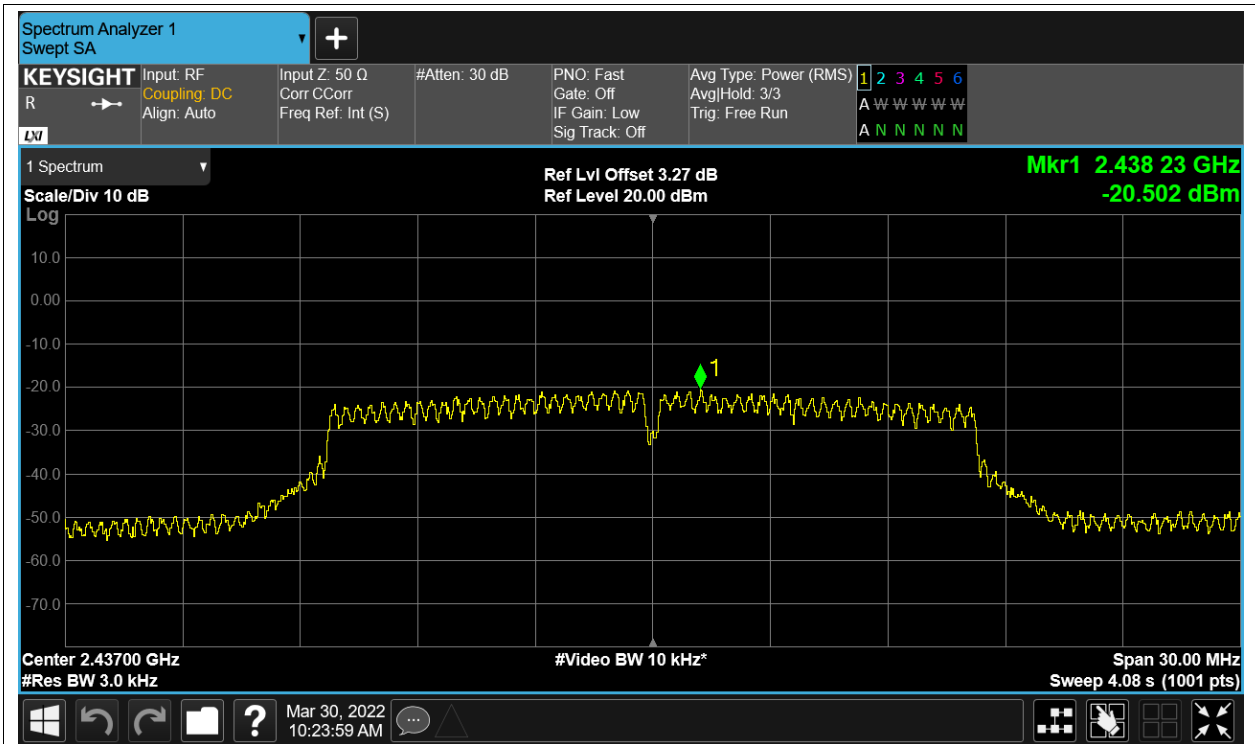 Spectrum Analyzer 1
Swept SA
KEYSIGHT
R
LXI
Input: RF
Coupling: DC
Align: Auto
Input Z: 50 Ω
Corr CCorr
Freq Ref: Int (S)
#Atten: 30 dB
PNO: Fast
Gate: Off
IF Gain: Low
Sig Track: Off
Avg Type: Power (RMS)
Avg|Hold: 3/3
Trig: Free Run
1 2 3 4 5 6
A W W W W W
A N N N N N
1 Spectrum
Scale/Div 10 dB
Log
Ref Lvl Offset 3.27 dB
Ref Level 20.00 dBm
Mkr1 2.438 23 GHz
-20.502 dBm
10.0
0.00
-10.0
-20.0
-30.0
-40.0
-50.0
-60.0
-70.0
1
Center 2.43700 GHz
#Res BW 3.0 kHz
#Video BW 10 kHz*
Span 30.00 MHz
Sweep 4.08 s (1001 pts)
?
Mar 30, 2022
10:23:59 AM